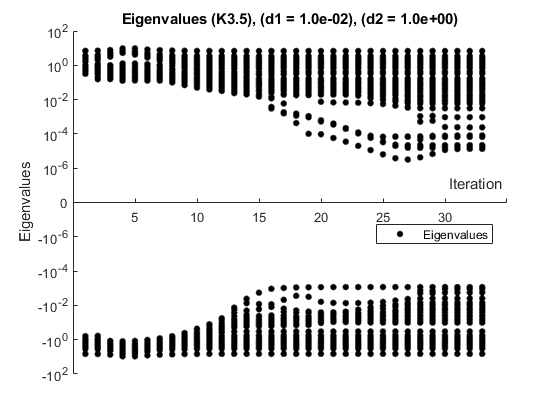 Eigenvalues (K3.5), (d1 = 1.0e-02), (d2 = 1.0e+00)
10^2
10^0
10^-2
10^-4
10^-6
0
-10^-6
-10^-4
-10^-2
-10^0
-10^2
Eigenvalues
5 10 15 20 25 30
Iteration
Eigenvalues